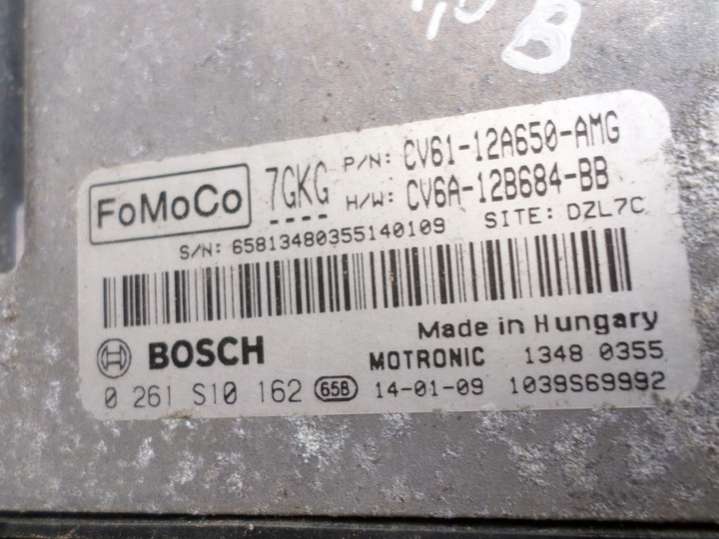 B
FoMoCo 7GKG P/N: CV61-12A650-AMG
H/W: CV6A-12B684-BB
S/N: 65813480355140109 SITE: DZL7C
Made in Hungary
BOSCH MOTRONIC 1348 0355
0 261 S10 162 658 14-01-09 1039S69992